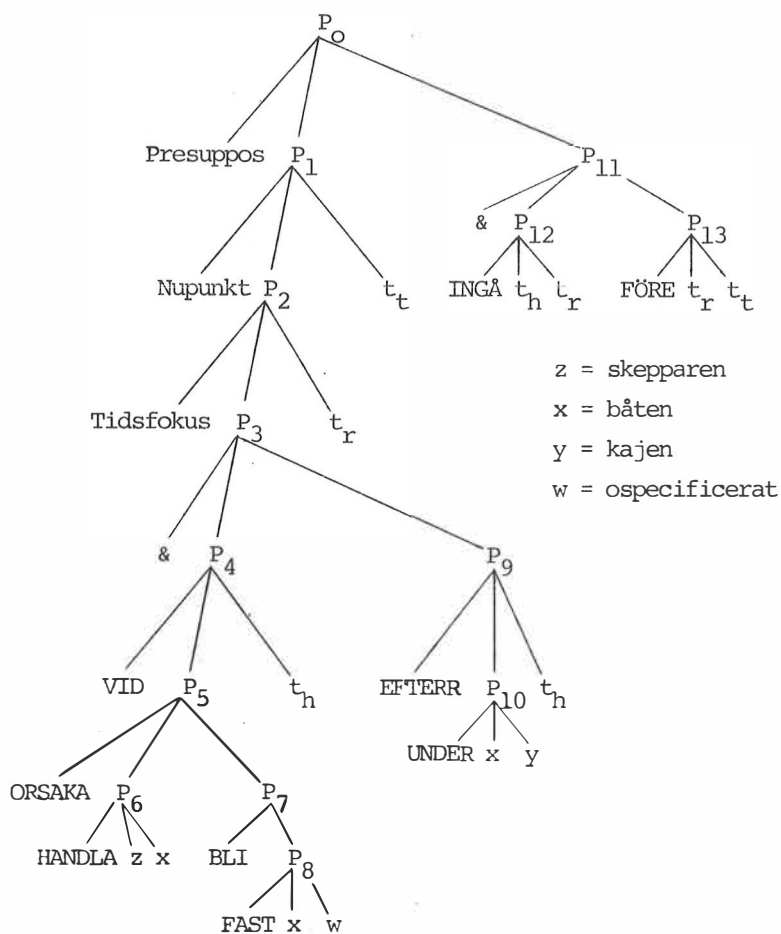 P₀
Presuppos P₁ P₁₁
& P₁₂ P₁₃
Nupunkt P₂ tₜ INGÅ tₕ tᵣ FÖRE tᵣ tₜ
z = skepparen
Tidsfokus P₃ tᵣ x = båten
y = kajen
w = ospecificerat
& P₄ P₉
VID P₅ tₕ EFTERR P₁₀ tₕ
UNDER x y
ORSAKA P₆ P₇
HANDLA z x BLI P₈
FAST x w